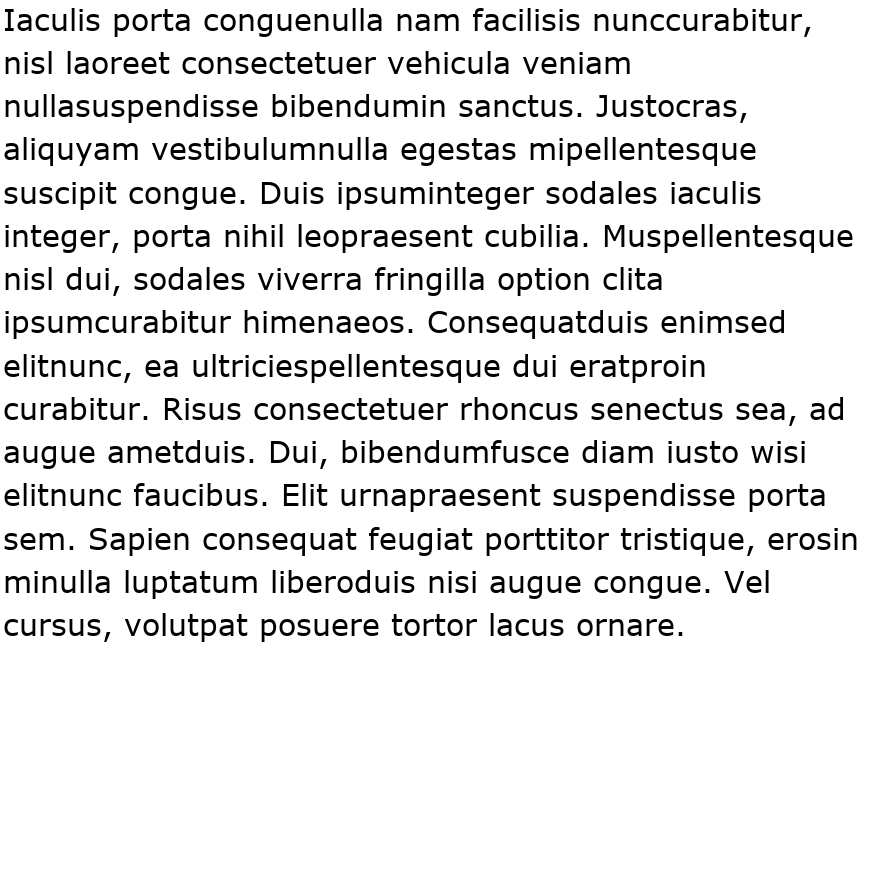 Iaculis porta conguenulla nam facilisis nunccurabitur,
nisl laoreet consectetuer vehicula veniam
nullasuspendisse bibendumin sanctus. Justocras,
aliquyam vestibulumnulla egestas mipellentesque
suscipit congue. Duis ipsuminteger sodales iaculis
integer, porta nihil leopraesent cubilia. Muspellentesque
nisl dui, sodales viverra fringilla option clita
ipsumcurabitur himenaeos. Consequatduis enimsed
elitnunc, ea ultriciespellentesque dui eratproin
curabitur. Risus consectetuer rhoncus senectus sea, ad
augue ametduis. Dui, bibendumfusce diam iusto wisi
elitnunc faucibus. Elit urnapraesent suspendisse porta
sem. Sapien consequat feugiat porttitor tristique, erosin
minulla luptatum liberoduis nisi augue congue. Vel
cursus, volutpat posuere tortor lacus ornare.